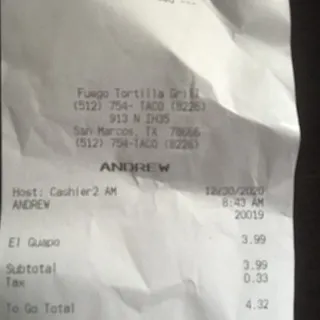 Fuego Tortilla Grill
(512) 754- TACO (8226)
913 N IH35
San Marcos, TX 78666
(512) 754-TACO (8226)
ANDREW
Host: Cashier2 AM 12/30/2020
ANDREW 8:43 AM
20019
El Guapo 3.99
Subtotal 3.99
Tax 0.33
To Go Total 4.32